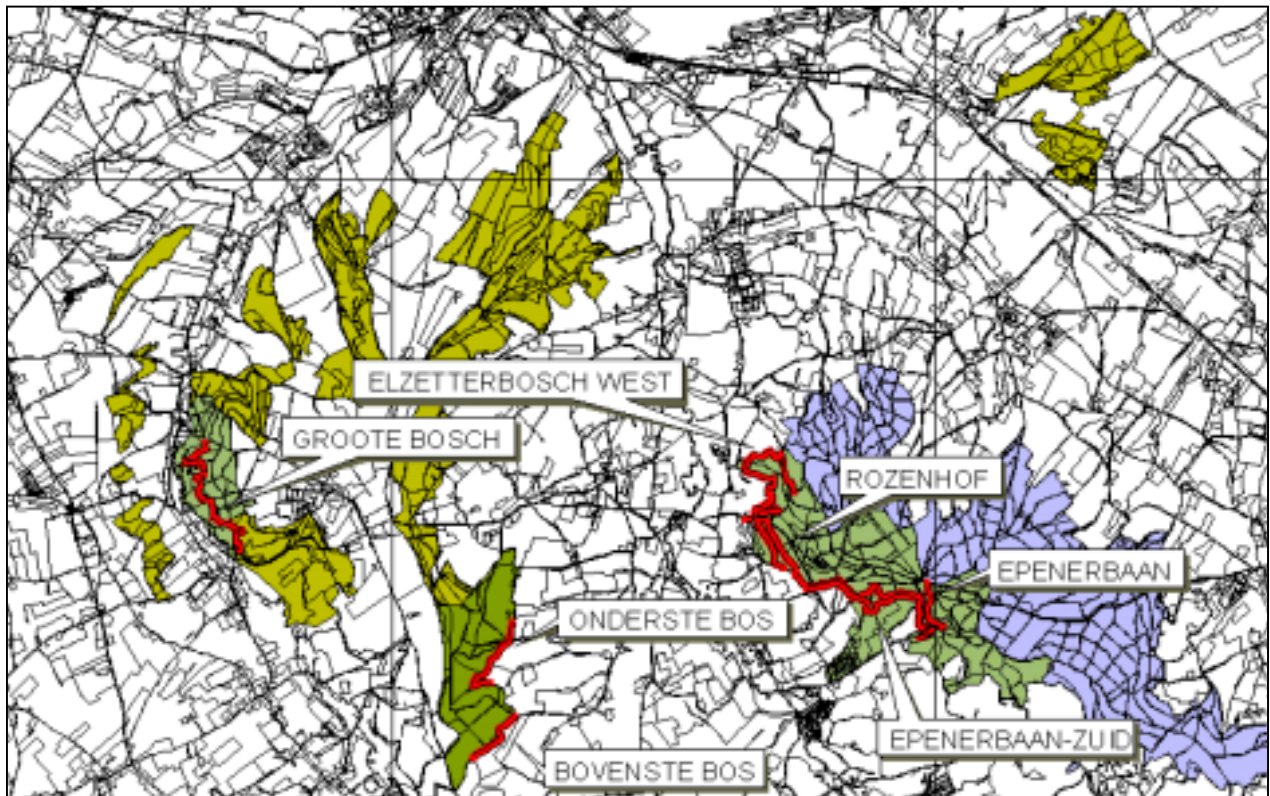 ELZETTERBOSCH WEST
GROOTE BOSCH
ROZENHOF
EPENERBAAN
ONDERSTE BOS
EPENERBAAN-ZUID
BOVENSTE BOS